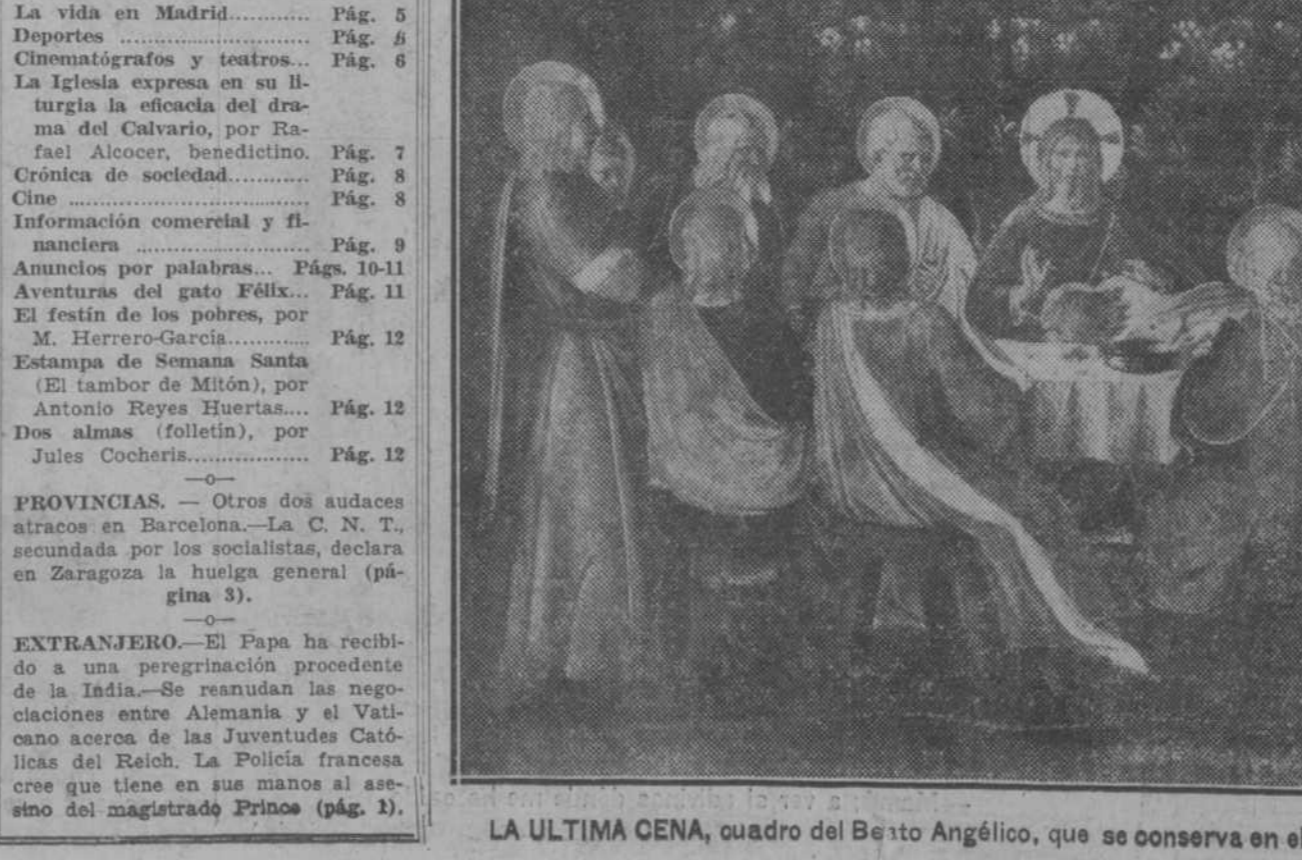 La vida en Madrid............ Pág. 5
Deportes ............................ Pág. 6
Cinematógrafos y teatros... Pág. 6
La Iglesia expresa en su li-
turgia la eficacia del dra-
ma del Calvario, por Ra-
fael Alcocer, benedictino. Pág. 7
Crónica de sociedad............ Pág. 8
Cine .................................. Pág. 8
Información comercial y fi-
nanciera ......................... Pág. 9
Anuncios por palabras... Págs. 10-11
Aventuras del gato Félix... Pág. 11
El festín de los pobres, por
M. Herrero-García............ Pág. 12
Estampa de Semana Santa
(El tambor de Mitón), por
Antonio Reyes Huertas.... Pág. 12
Dos almas (folletín), por
Jules Cocheris.................. Pág. 12
—o—
PROVINCIAS. — Otros dos audaces
atracos en Barcelona.—La C. N. T.,
secundada por los socialistas, declara
en Zaragoza la huelga general (pá-
gina 3).
—o—
EXTRANJERO.—El Papa ha recibi-
do a una peregrinación procedente
de la India.—Se reanudan las nego-
ciaciones entre Alemania y el Vati-
cano acerca de las Juventudes Cató-
licas del Reich. La Policía francesa
cree que tiene en sus manos al ase-
sino del magistrado Prince (pág. 1).
LA ULTIMA CENA, cuadro del Beato Angélico, que se conserva en el